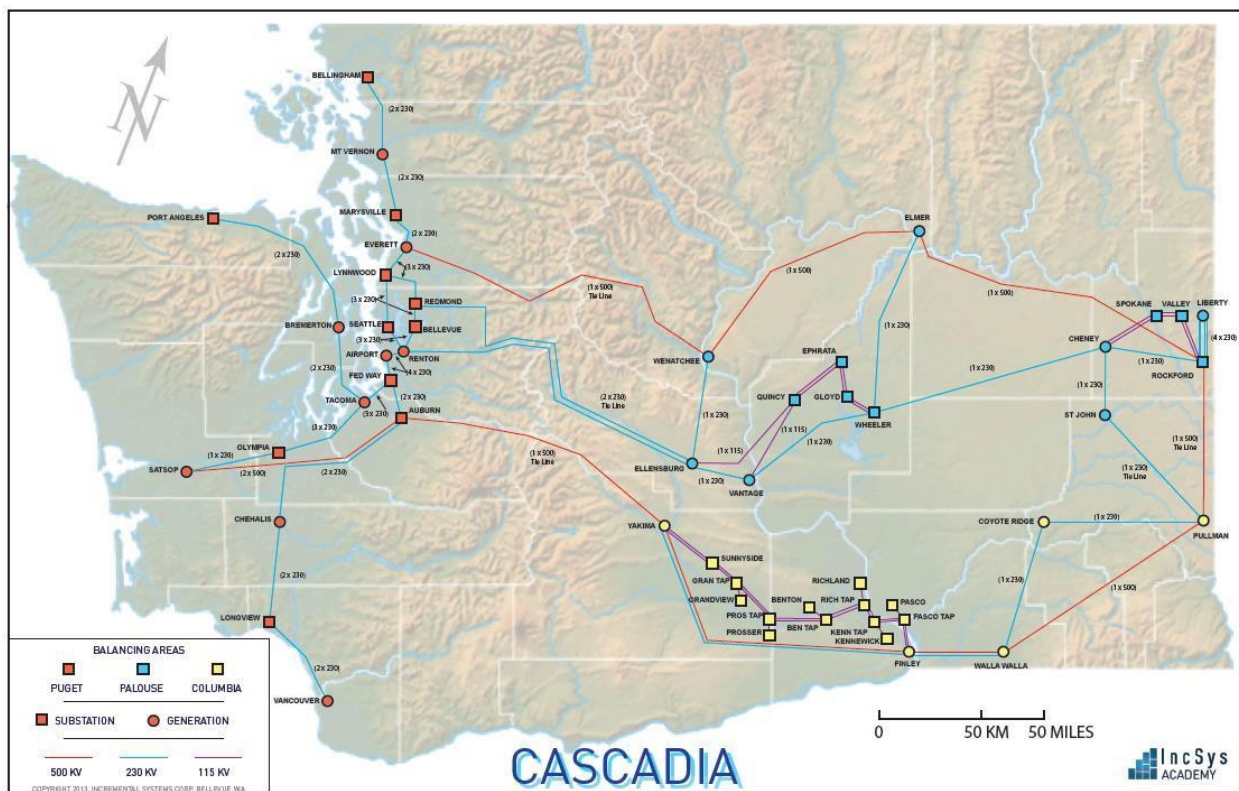 N
BELLINGHAM
(2 x 230)
MT VERNON
(2 x 230)
PORT ANGELES
MARYSVILLE
(2 x 230)
ELMER
EVERETT
(2 x 230)
(3 x 230)
LYNNWOOD
(1 x 500)
(1 x 500)
Tie Line
(1 x 500)
(3 x 230)
REDMOND
SPOKANE
VALLEY
LIBERTY
BREMERTON
SEATTLE
BELLEVUE
(1 x 230)
(4 x 230)
(3 x 230)
CHENEY
AIRPORT
RENTON
WENATCHEE
EPHRATA
(1 x 230)
(2 x 230)
FED WAY
(4 x 230)
(1 x 230)
ROCKFORD
TACOMA
(2 x 230)
(2 x 230)
Tie Line
QUINCY
GLOYD
(1 x 230)
(3 x 230)
AUBURN
(1 x 230)
WHEELER
ST JOHN
(3 x 230)
(1 x 115)
(1 x 230)
(1 x 500)
Tie Line
OLYMPIA
(1 x 500)
Tie Line
(1 x 115)
(1 x 230)
SATSOP
(2 x 500)
(2 x 230)
ELLENSBURG
(1 x 230)
VANTAGE
(1 x 230)
Tie Line
CHEHALIS
YAKIMA
COYOTE RIDGE
(1 x 230)
PULLMAN
SUNNYSIDE
(2 x 230)
GRAN TAP
RICHLAND
(1 x 230)
(1 x 500)
GRANDVIEW
BENTON
RICH TAP
PASCO
LONGVIEW
PROS TAP
PASCO TAP
BEN TAP
KENN TAP
PROSSER
KENNEWICK
FINLEY
WALLA WALLA
(2 x 230)
VANCOUVER
BALANCING AREAS
PUGET PALOUSE COLUMBIA
SUBSTATION GENERATION
500 KV 230 KV 115 KV
COPYRIGHT 2013, INCREMENTAL SYSTEMS CORP. BELLEVUE, WA
0 50 KM 50 MILES
CASCADIA
IncSys
ACADEMY